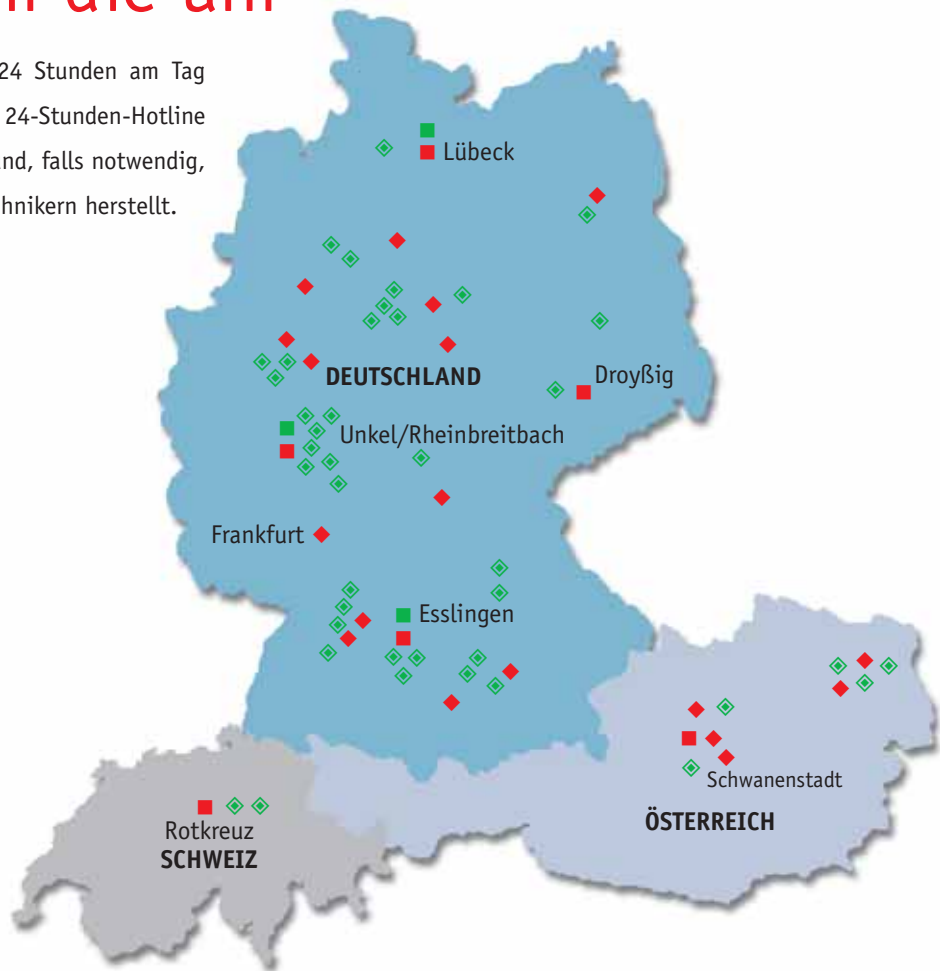 24 Stunden am Tag
24-Stunden-Hotline
und, falls notwendig,
hnikern herstellt.
Lübeck
DEUTSCHLAND
Droyßig
Unkel/Rheinbreitbach
Frankfurt
Esslingen
Schwanenstadt
ÖSTERREICH
Rotkreuz
SCHWEIZ